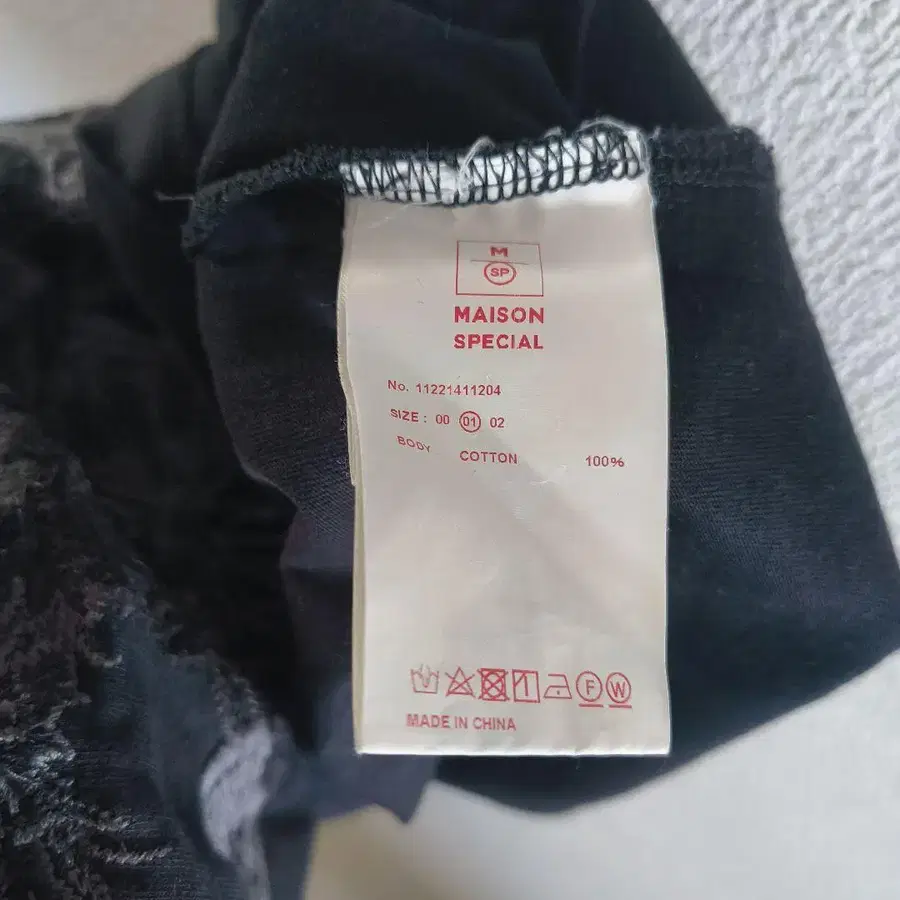 M
SP
MAISON
SPECIAL
No. 11221411204
SIZE : 00 01 02
BODY COTTON 100%
F W
MADE IN CHINA